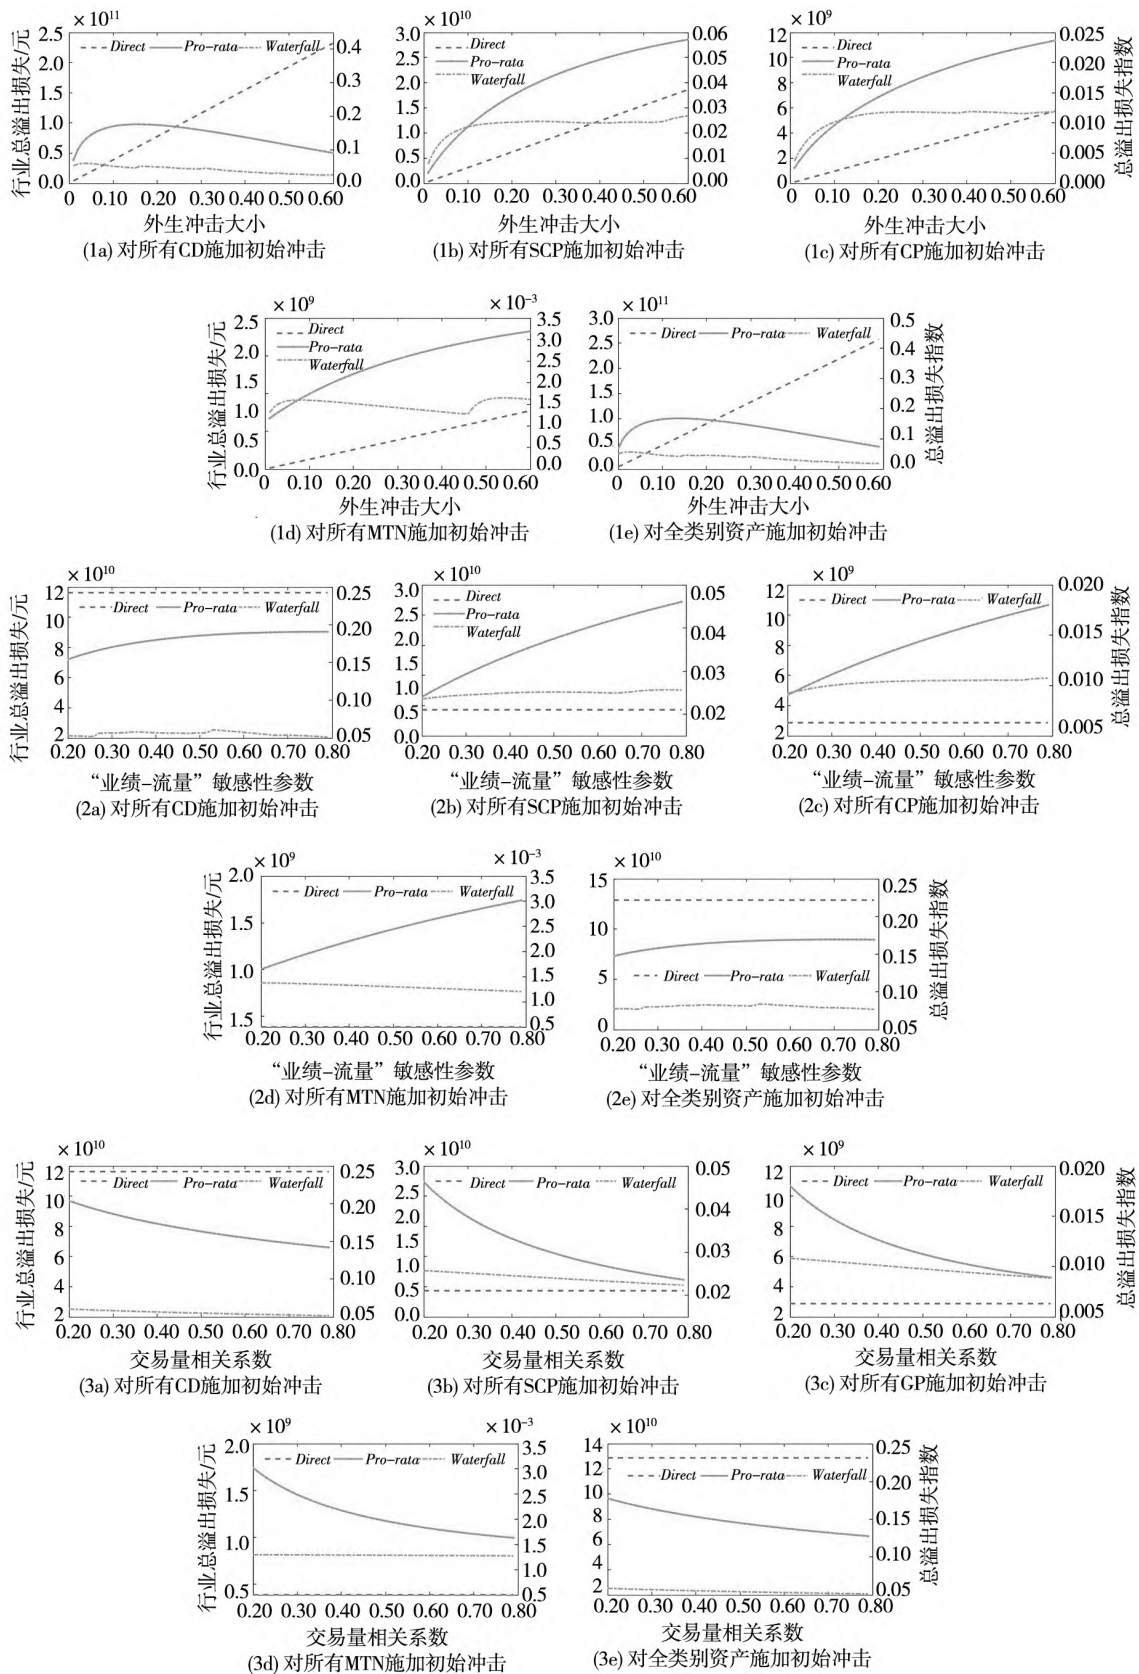 × 10¹¹
行业总溢出损失/元
2.5
2.0
1.5
1.0
0.5
0.0
Direct Pro-rata Waterfall
0.4
0.3
0.2
0.1
0.0
0 0.10 0.20 0.30 0.40 0.50 0.60
外生冲击大小
(1a) 对所有CD施加初始冲击
× 10¹⁰
3.0
2.5
2.0
1.5
1.0
0.5
0.0
Direct
Pro-rata
Waterfall
0.06
0.05
0.04
0.03
0.02
0.01
0.00
0 0.10 0.20 0.30 0.40 0.50 0.60
外生冲击大小
(1b) 对所有SCP施加初始冲击
× 10⁹
12
10
8
6
4
2
0
Direct
Pro-rata
Waterfall
0.025
0.020
0.015
0.010
0.005
0.000
总溢出损失指数
0 0.10 0.20 0.30 0.40 0.50 0.60
外生冲击大小
(1c) 对所有CP施加初始冲击
× 10⁹
× 10⁻³
行业总溢出损失/元
2.5
2.0
1.5
1.0
0.5
0.0
Direct
Pro-rata
Waterfall
3.5
3.0
2.5
2.0
1.5
1.0
0.5
0.0
0 0.10 0.20 0.30 0.40 0.50 0.60
外生冲击大小
(1d) 对所有MTN施加初始冲击
× 10¹¹
3.0
2.5
2.0
1.5
1.0
0.5
0.0
Direct Pro-rata Waterfall
0.5
0.4
0.3
0.2
0.1
0.0
总溢出损失指数
0 0.10 0.20 0.30 0.40 0.50 0.60
外生冲击大小
(1e) 对全类别资产施加初始冲击
× 10¹⁰
行业总溢出损失/元
12
10
8
6
4
2
Direct Pro-rata Waterfall
0.25
0.20
0.15
0.10
0.05
0.20 0.30 0.40 0.50 0.60 0.70 0.80
“业绩–流量”敏感性参数
(2a) 对所有CD施加初始冲击
× 10¹⁰
3.0
2.5
2.0
1.5
1.0
0.5
0.0
Direct
Pro-rata
Waterfall
0.05
0.04
0.03
0.02
0.20 0.30 0.40 0.50 0.60 0.70 0.80
“业绩–流量”敏感性参数
(2b) 对所有SCP施加初始冲击
× 10⁹
12
10
8
6
4
2
Direct Pro-rata Waterfall
0.020
0.015
0.010
0.005
总溢出损失指数
0.20 0.30 0.40 0.50 0.60 0.70 0.80
“业绩–流量”敏感性参数
(2c) 对所有CP施加初始冲击
× 10⁹
× 10⁻³
行业总溢出损失/元
2.0
1.5
1.0
1.5
Direct Pro-rata Waterfall
3.5
3.0
2.5
2.0
1.5
1.0
0.5
0.20 0.30 0.40 0.50 0.60 0.70 0.80
“业绩–流量”敏感性参数
(2d) 对所有MTN施加初始冲击
× 10¹⁰
15
10
5
0
Direct Pro-rata Waterfall
0.25
0.20
0.15
0.10
0.05
总溢出损失指数
0.20 0.30 0.40 0.50 0.60 0.70 0.80
“业绩–流量”敏感性参数
(2e) 对全类别资产施加初始冲击
× 10¹⁰
行业总溢出损失/元
12
10
8
6
4
2
Direct Pro-rata Waterfall
0.25
0.20
0.15
0.10
0.05
0.20 0.30 0.40 0.50 0.60 0.70 0.80
交易量相关系数
(3a) 对所有CD施加初始冲击
× 10¹⁰
3.0
2.5
2.0
1.5
1.0
0.5
0.0
Direct Pro-rata Waterfall
0.05
0.04
0.03
0.02
0.20 0.30 0.40 0.50 0.60 0.70 0.80
交易量相关系数
(3b) 对所有SCP施加初始冲击
× 10⁹
12
10
8
6
4
2
Direct Pro-rata Waterfall
0.020
0.015
0.010
0.005
总溢出损失指数
0.20 0.30 0.40 0.50 0.60 0.70 0.80
交易量相关系数
(3c) 对所有GP施加初始冲击
× 10⁹
× 10⁻³
行业总溢出损失/元
2.0
1.5
1.0
0.5
Direct Pro-rata Waterfall
3.5
3.0
2.5
2.0
1.5
1.0
0.5
0.20 0.30 0.40 0.50 0.60 0.70 0.80
交易量相关系数
(3d) 对所有MTN施加初始冲击
× 10¹⁰
14
12
10
8
6
4
2
Direct Pro-rata Waterfall
0.25
0.20
0.15
0.10
0.05
总溢出损失指数
0.20 0.30 0.40 0.50 0.60 0.70 0.80
交易量相关系数
(3e) 对全类别资产施加初始冲击